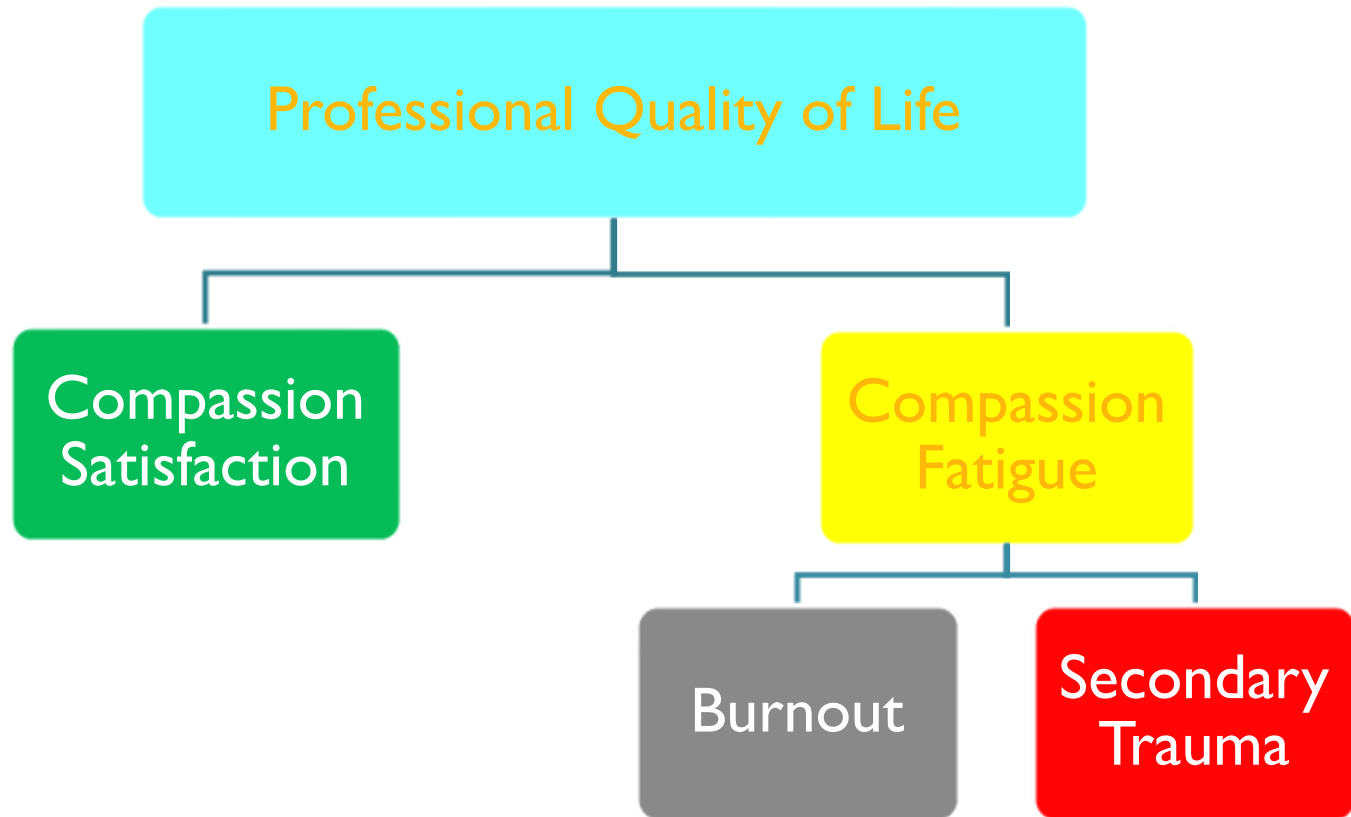 Professional Quality of Life
Compassion
Satisfaction
Compassion
Fatigue
Burnout
Secondary
Trauma